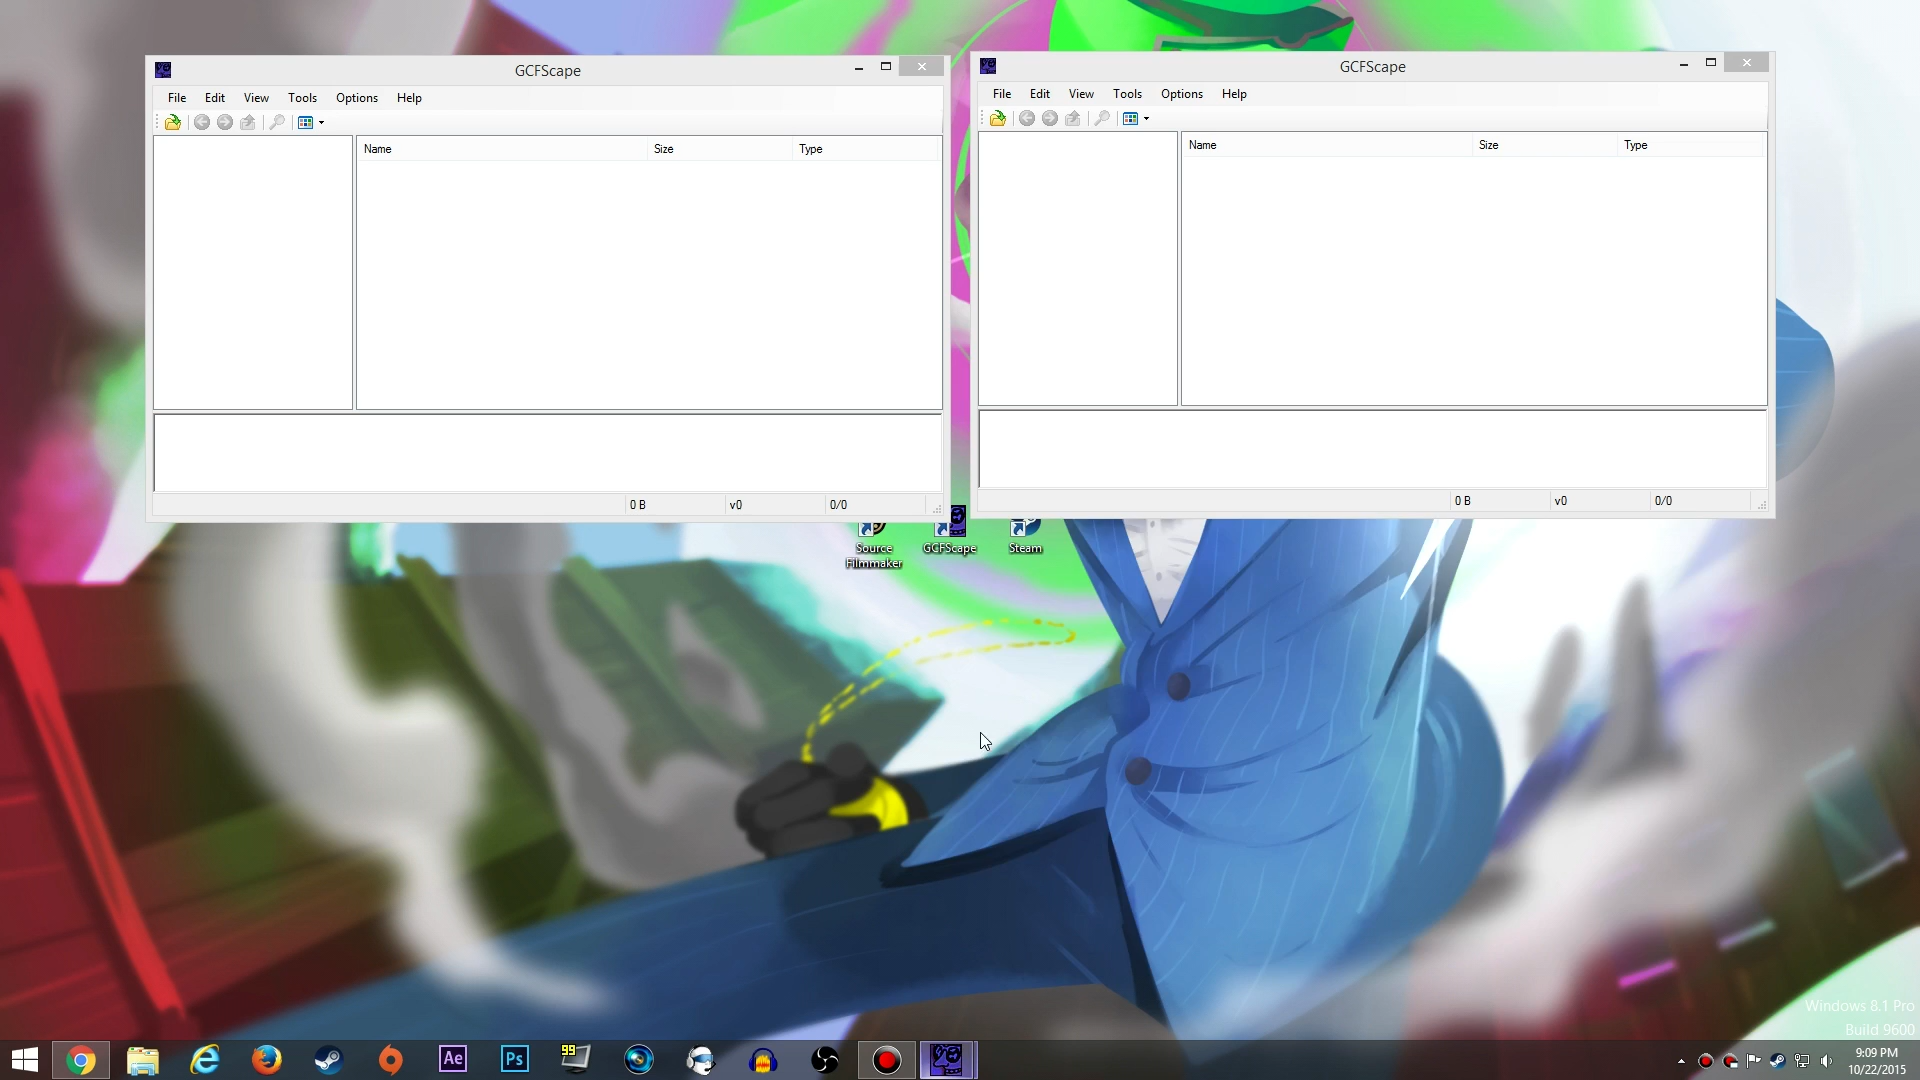 GCFScape
File Edit View Tools Options Help
Name Size Type
0 B v0 0/0
GCFScape
File Edit View Tools Options Help
Name Size Type
0 B v0 0/0
Source Filmmaker
GCFScape
Steam
Windows 8.1 Pro
Build 9600
Ae
Ps
99
9:09 PM
10/22/2015